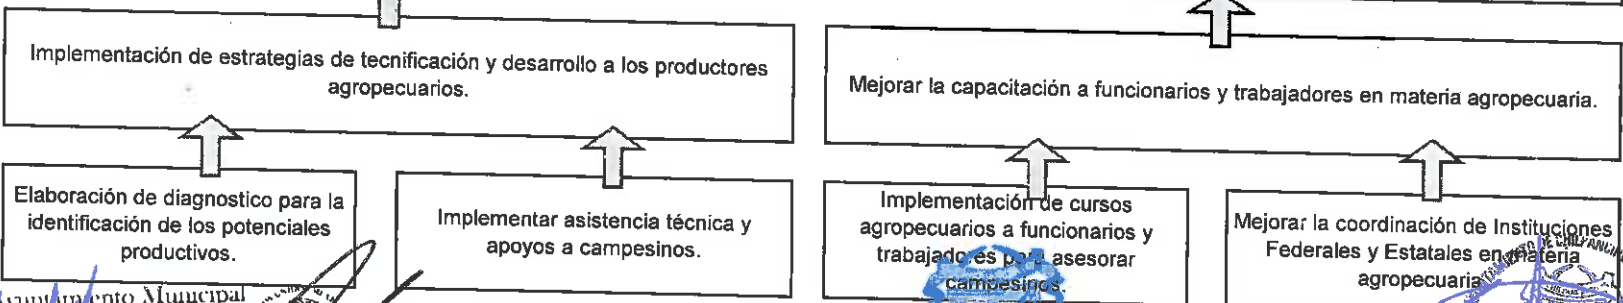 Implementación de estrategias de tecnificación y desarrollo a los productores
agropecuarios.
Mejorar la capacitación a funcionarios y trabajadores en materia agropecuaria.
Elaboración de diagnostico para la
identificación de los potenciales
productivos.
Implementar asistencia técnica y
apoyos a campesinos.
Implementación de cursos
agropecuarios a funcionarios y
trabajadores para asesorar
campesinos.
Mejorar la coordinación de Instituciones
Federales y Estatales en materia
agropecuaria
Municipal